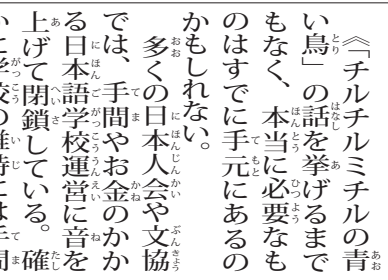 《「チルチルミチルの青
い鳥」の話を挙げるまで
もなく、本当に必要なも
のはすでに手元にあるの
かもしれない。
多くの日本人会や文協
では、手間やお金のかか
る日本語学校運営に音を
上げて閉鎖している。確